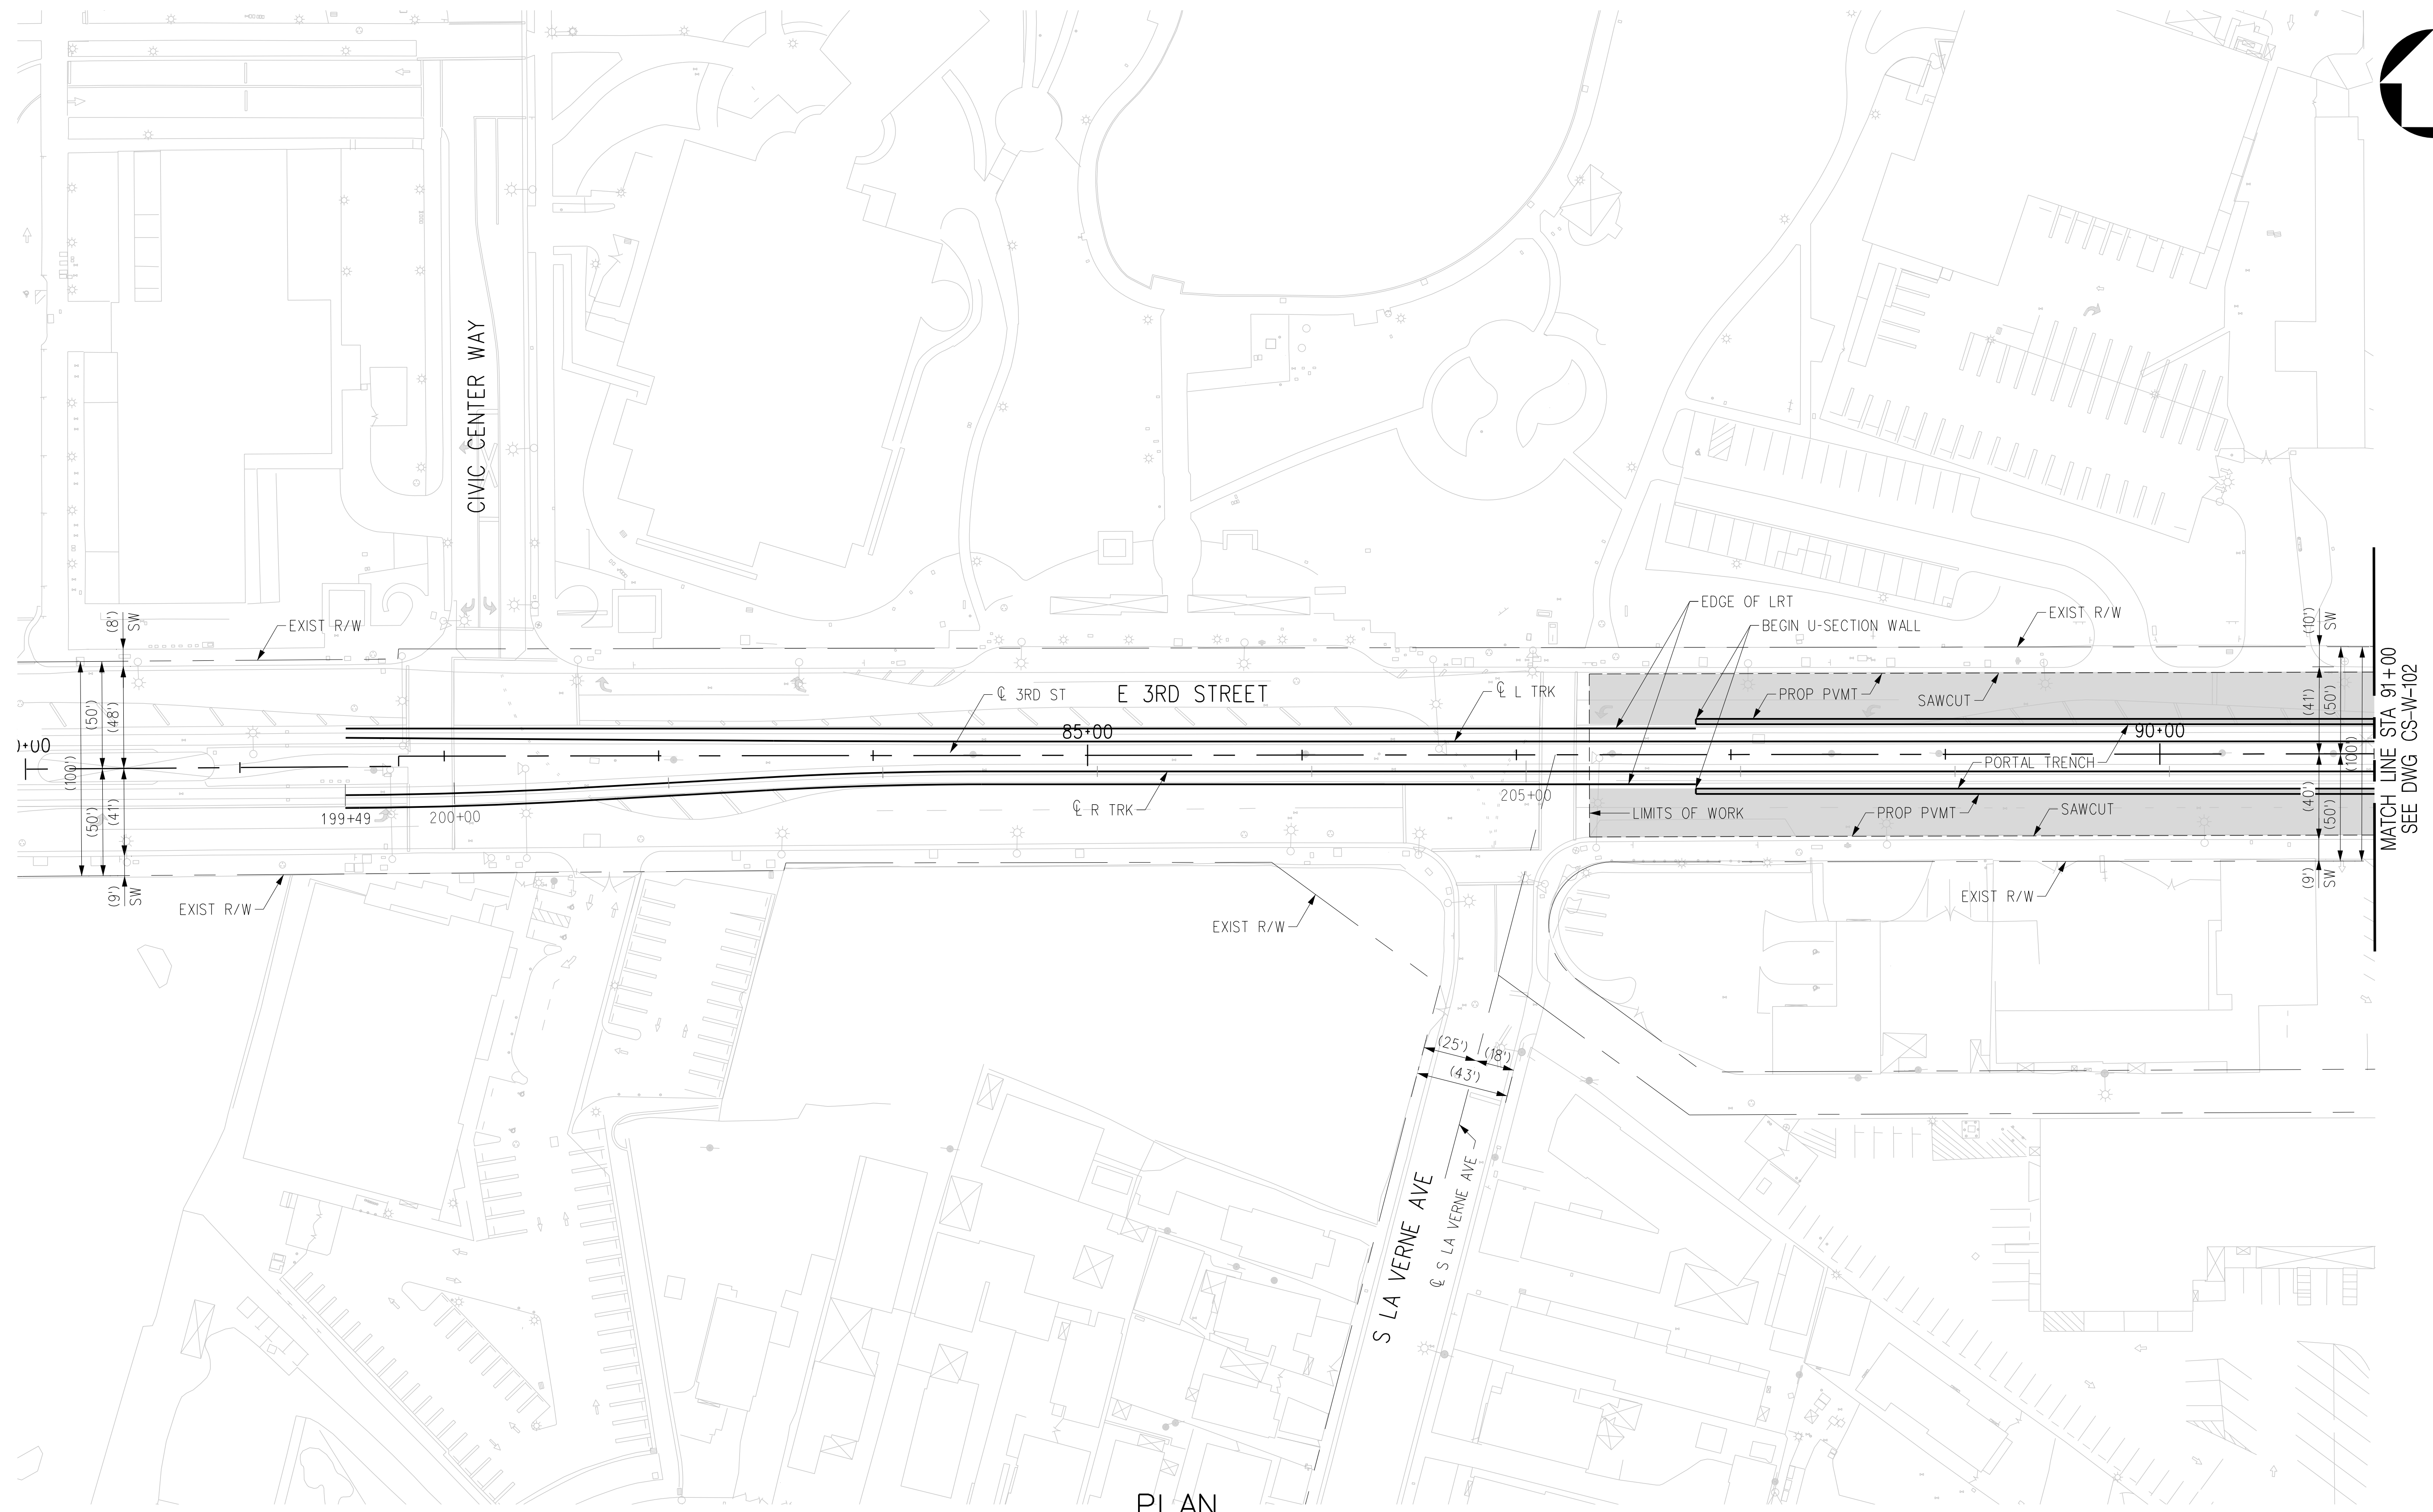 CIVIC CENTER WAY
EDGE OF LRT
BEGIN U-SECTION WALL
EXIST R/W
EXIST R/W
(8')
SW
(10')
SW
℄ 3RD ST
E 3RD STREET
℄ L TRK
PROP PVMT
SAWCUT
(50')
(48')
(41')
(50')
85+00
90+00
+00
(100')
(100')
PORTAL TRENCH
MATCH LINE STA 91+00
SEE DWG CS-W-102
(50')
(41')
(40')
(50')
199+49
200+00
℄ R TRK
205+00
LIMITS OF WORK
PROP PVMT
SAWCUT
(9')
SW
(9')
SW
EXIST R/W
EXIST R/W
EXIST R/W
(25')
(18')
(43')
S LA VERNE AVE
℄ S LA VERNE AVE
PLAN